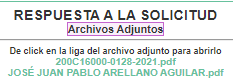 RESPUESTA A LA SOLICITUD
Archivos Adjuntos
De click en la liga del archivo adjunto para abrirlo
200C16000-0128-2021.pdf
JOSÉ JUAN PABLO ARELLANO AGUILAR.pdf